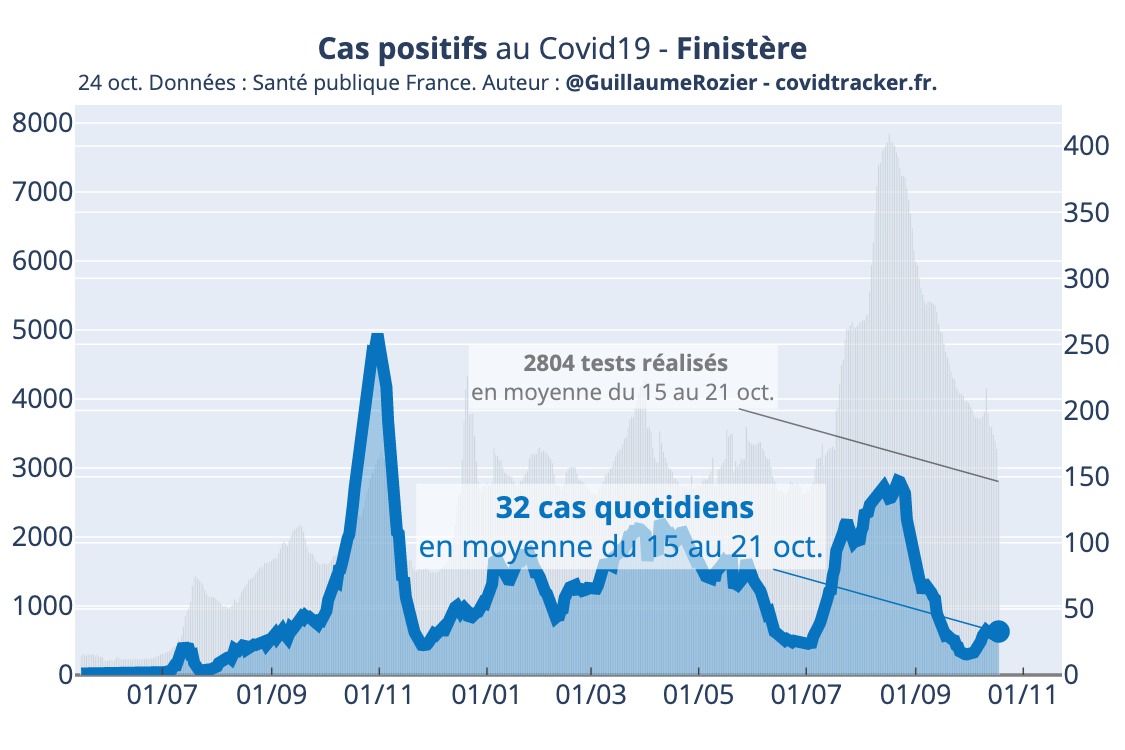 Cas positifs au Covid19 - Finistère
24 oct. Données : Santé publique France. Auteur : @GuillaumeRozier - covidtracker.fr.
8000
7000
6000
5000
4000
3000
2000
1000
0
400
350
300
250
200
150
100
50
0
2804 tests réalisés
en moyenne du 15 au 21 oct.
32 cas quotidiens
en moyenne du 15 au 21 oct.
01/07 01/09 01/11 01/01 01/03 01/05 01/07 01/09 01/11